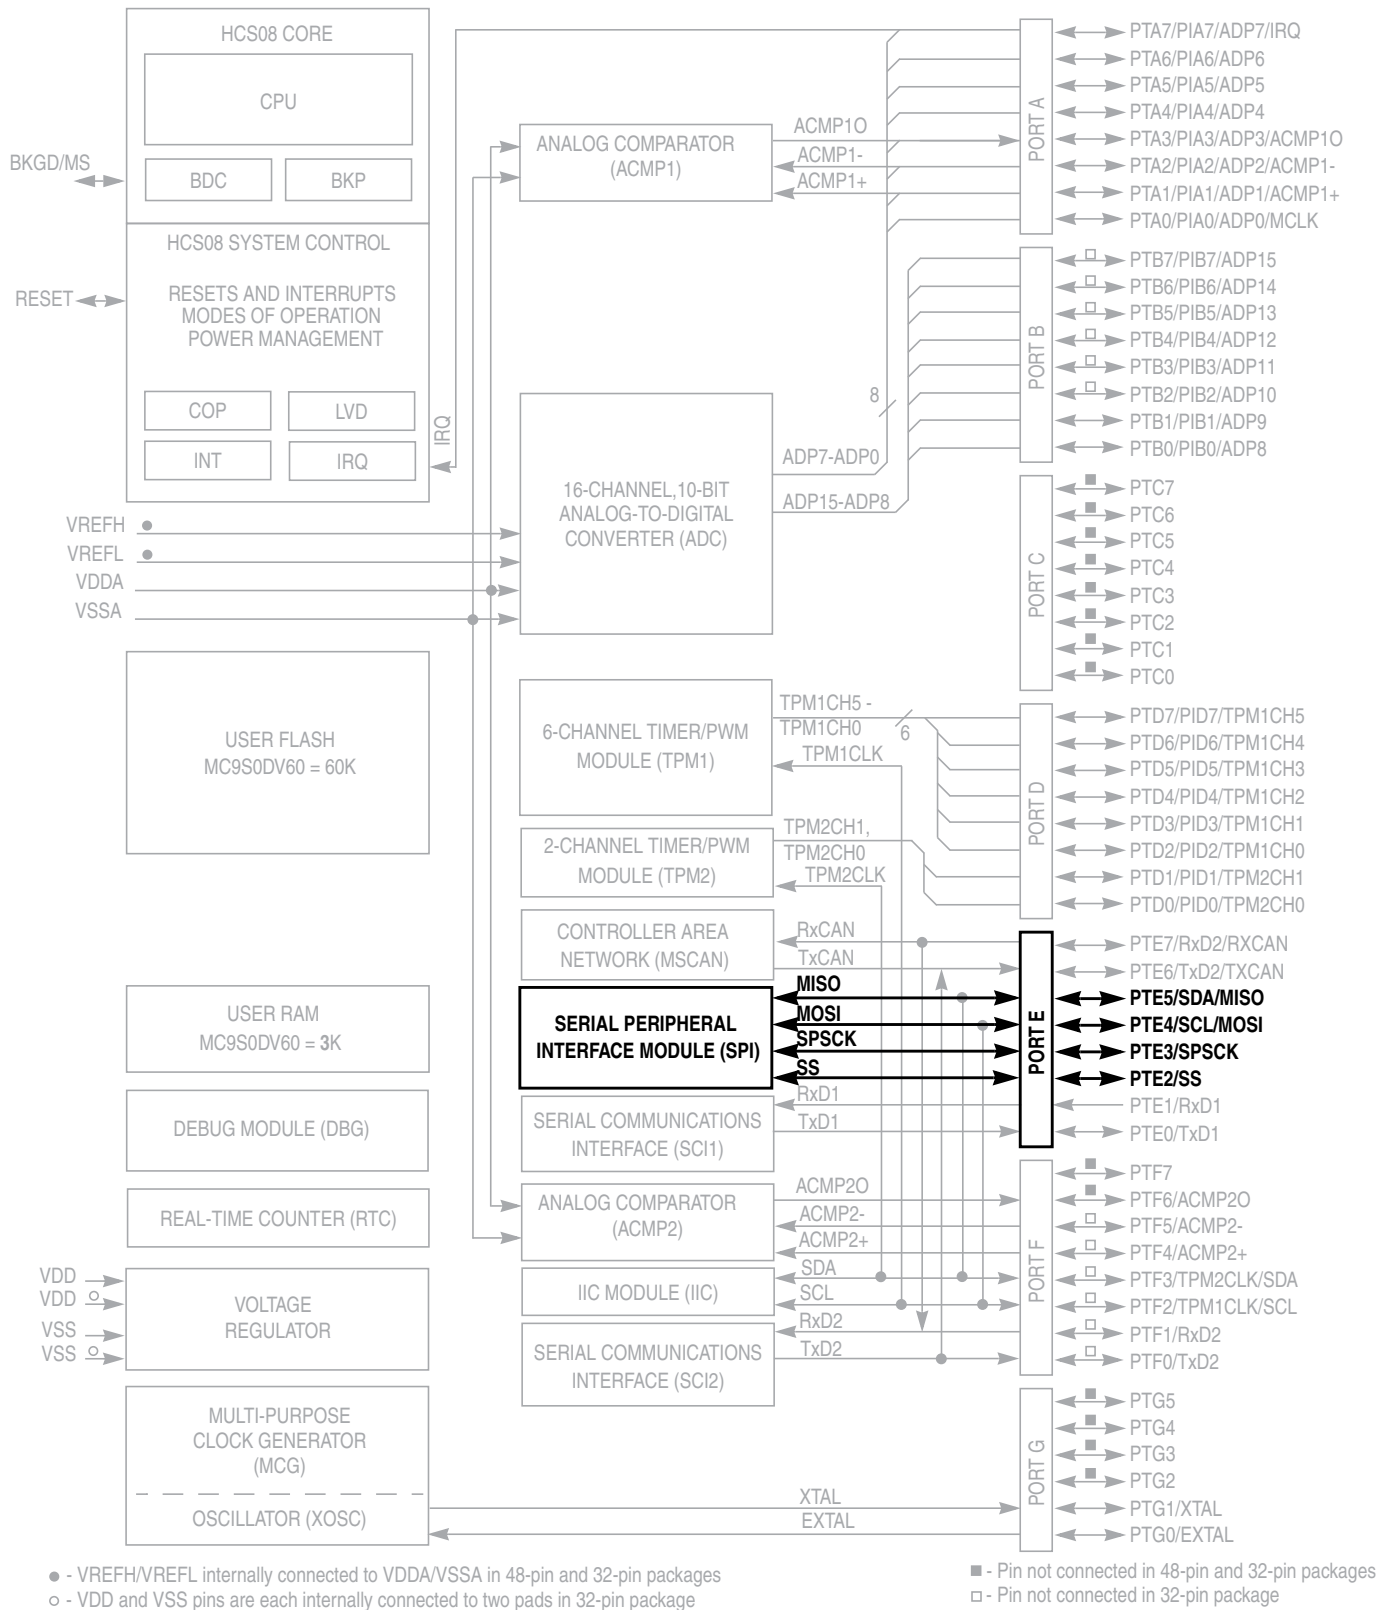 HCS08 CORE
CPU
BDC
BKP
BKGD/MS
HCS08 SYSTEM CONTROL
RESETS AND INTERRUPTS
MODES OF OPERATION
POWER MANAGEMENT
RESET
COP
LVD
INT
IRQ
IRQ
VREFH
VREFL
VDDA
VSSA
USER FLASH
MC9S0DV60 = 60K
USER RAM
MC9S0DV60 = 3K
DEBUG MODULE (DBG)
REAL-TIME COUNTER (RTC)
VDD
VDD
VSS
VSS
VOLTAGE
REGULATOR
MULTI-PURPOSE
CLOCK GENERATOR
(MCG)
OSCILLATOR (XOSC)
ANALOG COMPARATOR
(ACMP1)
ACMP1O
ACMP1-
ACMP1+
16-CHANNEL,10-BIT
ANALOG-TO-DIGITAL
CONVERTER (ADC)
8
ADP7-ADP0
ADP15-ADP8
6-CHANNEL TIMER/PWM
MODULE (TPM1)
TPM1CH5 -
TPM1CH0
6
TPM1CLK
2-CHANNEL TIMER/PWM
MODULE (TPM2)
TPM2CH1,
TPM2CH0
TPM2CLK
CONTROLLER AREA
NETWORK (MSCAN)
RxCAN
TxCAN
SERIAL PERIPHERAL
INTERFACE MODULE (SPI)
MISO
MOSI
SPSCK
SS
SERIAL COMMUNICATIONS
INTERFACE (SCI1)
RxD1
TxD1
ANALOG COMPARATOR
(ACMP2)
ACMP2O
ACMP2-
ACMP2+
IIC MODULE (IIC)
SDA
SCL
SERIAL COMMUNICATIONS
INTERFACE (SCI2)
RxD2
TxD2
XTAL
EXTAL
PORT A
PTA7/PIA7/ADP7/IRQ
PTA6/PIA6/ADP6
PTA5/PIA5/ADP5
PTA4/PIA4/ADP4
PTA3/PIA3/ADP3/ACMP1O
PTA2/PIA2/ADP2/ACMP1-
PTA1/PIA1/ADP1/ACMP1+
PTA0/PIA0/ADP0/MCLK
PORT B
PTB7/PIB7/ADP15
PTB6/PIB6/ADP14
PTB5/PIB5/ADP13
PTB4/PIB4/ADP12
PTB3/PIB3/ADP11
PTB2/PIB2/ADP10
PTB1/PIB1/ADP9
PTB0/PIB0/ADP8
PORT C
PTC7
PTC6
PTC5
PTC4
PTC3
PTC2
PTC1
PTC0
PORT D
PTD7/PID7/TPM1CH5
PTD6/PID6/TPM1CH4
PTD5/PID5/TPM1CH3
PTD4/PID4/TPM1CH2
PTD3/PID3/TPM1CH1
PTD2/PID2/TPM1CH0
PTD1/PID1/TPM2CH1
PTD0/PID0/TPM2CH0
PORT E
PTE7/RxD2/RXCAN
PTE6/TxD2/TXCAN
PTE5/SDA/MISO
PTE4/SCL/MOSI
PTE3/SPSCK
PTE2/SS
PTE1/RxD1
PTE0/TxD1
PORT F
PTF7
PTF6/ACMP2O
PTF5/ACMP2-
PTF4/ACMP2+
PTF3/TPM2CLK/SDA
PTF2/TPM1CLK/SCL
PTF1/RxD2
PTF0/TxD2
PORT G
PTG5
PTG4
PTG3
PTG2
PTG1/XTAL
PTG0/EXTAL
● - VREFH/VREFL internally connected to VDDA/VSSA in 48-pin and 32-pin packages
○ - VDD and VSS pins are each internally connected to two pads in 32-pin package
■ - Pin not connected in 48-pin and 32-pin packages
□ - Pin not connected in 32-pin package